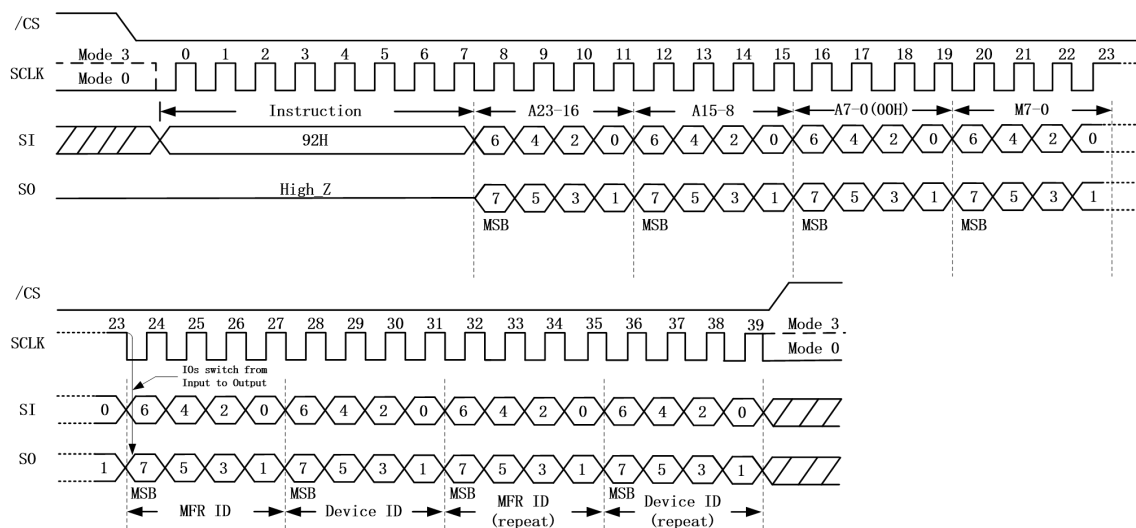 /CS
Mode 3 0 1 2 3 4 5 6 7 8 9 10 11 12 13 14 15 16 17 18 19 20 21 22 23
SCLK
Mode 0
Instruction A23-16 A15-8 A7-0(00H) M7-0
SI 92H 6 4 2 0 6 4 2 0 6 4 2 0 6 4 2 0
High_Z
SO 7 5 3 1 7 5 3 1 7 5 3 1 7 5 3 1
MSB MSB MSB MSB
/CS
23 24 25 26 27 28 29 30 31 32 33 34 35 36 37 38 39 Mode 3
SCLK
Mode 0
IOs switch from
Input to Output
SI 0 6 4 2 0 6 4 2 0 6 4 2 0 6 4 2 0
SO 1 7 5 3 1 7 5 3 1 7 5 3 1 7 5 3 1
MSB MSB MSB MSB
MFR ID Device ID MFR ID Device ID
(repeat) (repeat)